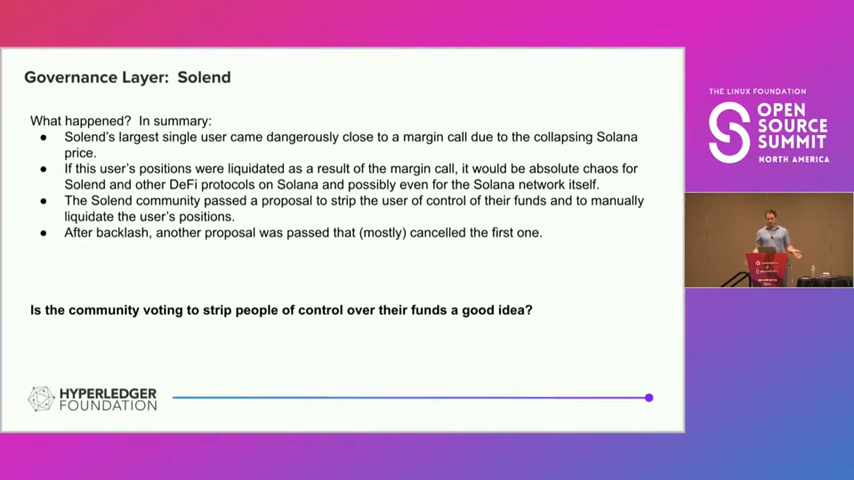 Governance Layer: Solend
What happened? In summary:
● Solend's largest single user came dangerously close to a margin call due to the collapsing Solana
price.
● If this user's positions were liquidated as a result of the margin call, it would be absolute chaos for
Solend and other DeFi protocols on Solana and possibly even for the Solana network itself.
● The Solend community passed a proposal to strip the user of control of their funds and to manually
liquidate the user's positions.
● After backlash, another proposal was passed that (mostly) cancelled the first one.
Is the community voting to strip people of control over their funds a good idea?
HYPERLEDGER
FOUNDATION
THE LINUX FOUNDATION
OPEN
SOURCE
SUMMIT
NORTH AMERICA